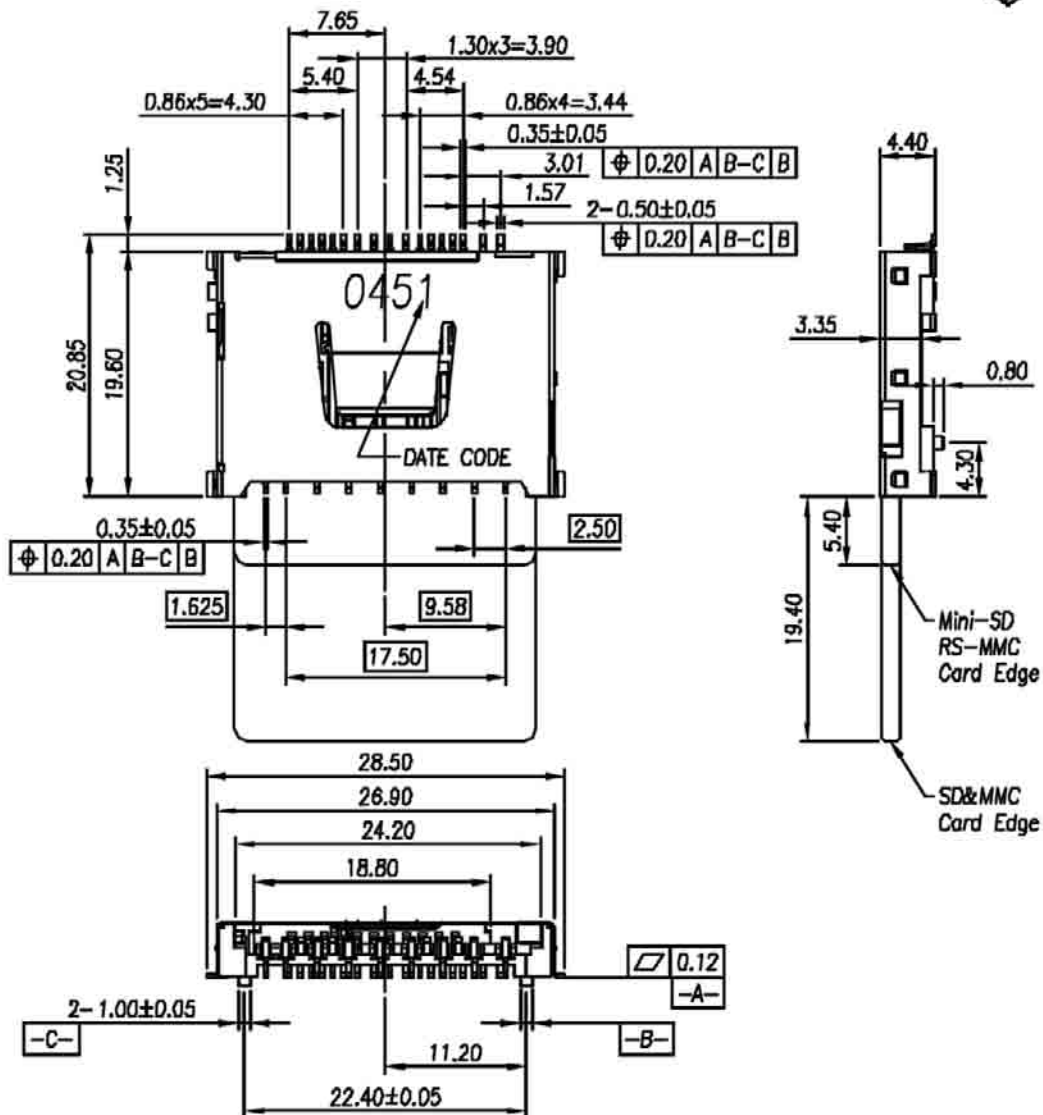 7.65
1.30x3=3.90
5.40
4.54
0.86x5=4.30
0.86x4=3.44
0.35±0.05
⌖ 0.20 A B-C B
3.01
1.57
2-0.50±0.05
⌖ 0.20 A B-C B
1.25
20.85
19.60
0451
DATE CODE
0.35±0.05
⌖ 0.20 A B-C B
2.50
1.625
9.58
17.50
4.40
3.35
0.80
4.30
5.40
19.40
Mini-SD
RS-MMC
Card Edge
SD&MMC
Card Edge
28.50
26.90
24.20
18.80
⏥ 0.12
-A-
2-1.00±0.05
-C-
-B-
11.20
22.40±0.05